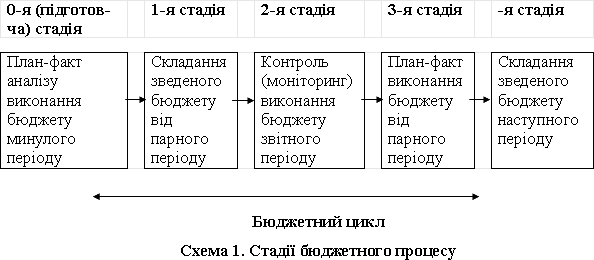 0-я (підготов-
ча) стадія
1-я стадія
2-я стадія
3-я стадія
-я стадія
План-факт
аналізу
виконання
бюджету
минулого
періоду
Складання
зведеного
бюджету
від
парного
періоду
Контроль
(моніторинг)
виконання
бюджету
звітного
періоду
План-факт
виконання
бюджету
від
парного
періоду
Складання
зведеного
бюджету
наступного
періоду
Бюджетний цикл
Схема 1. Стадії бюджетного процесу